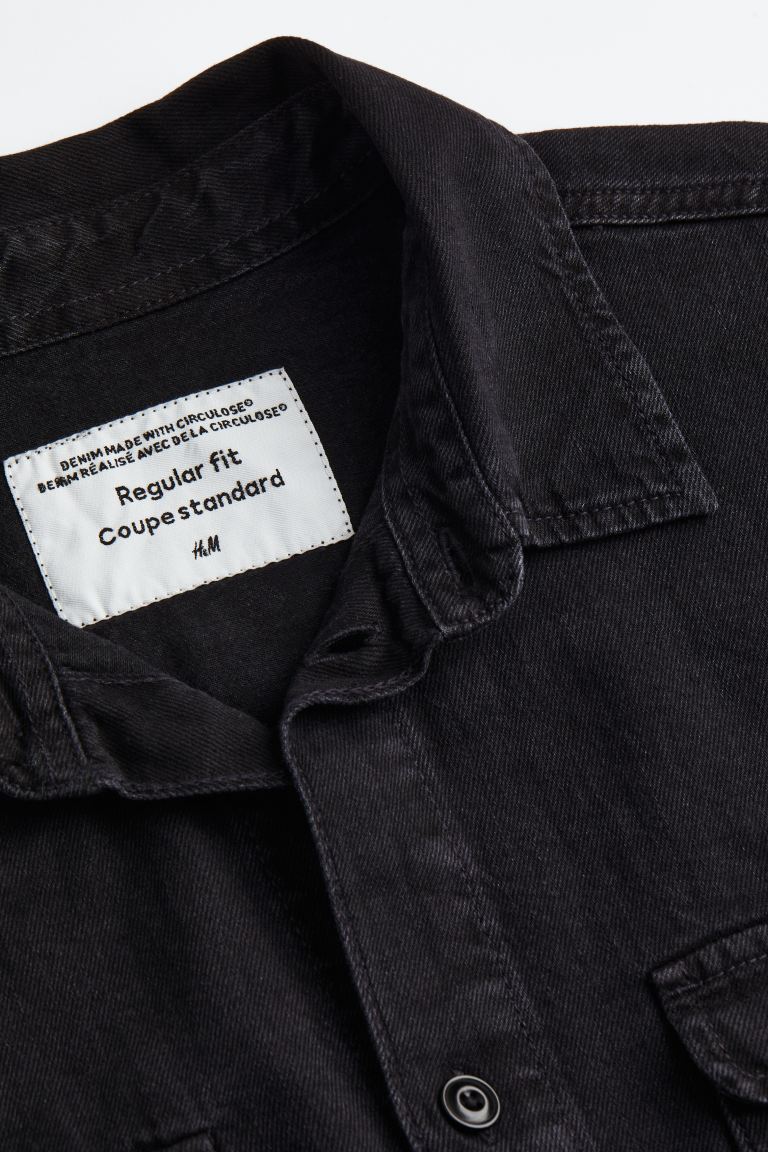 DENIM MADE WITH CIRCULOSE®
DENIM RÉALISÉ AVEC DE LA CIRCULOSE®
Regular fit
Coupe standard
H&M